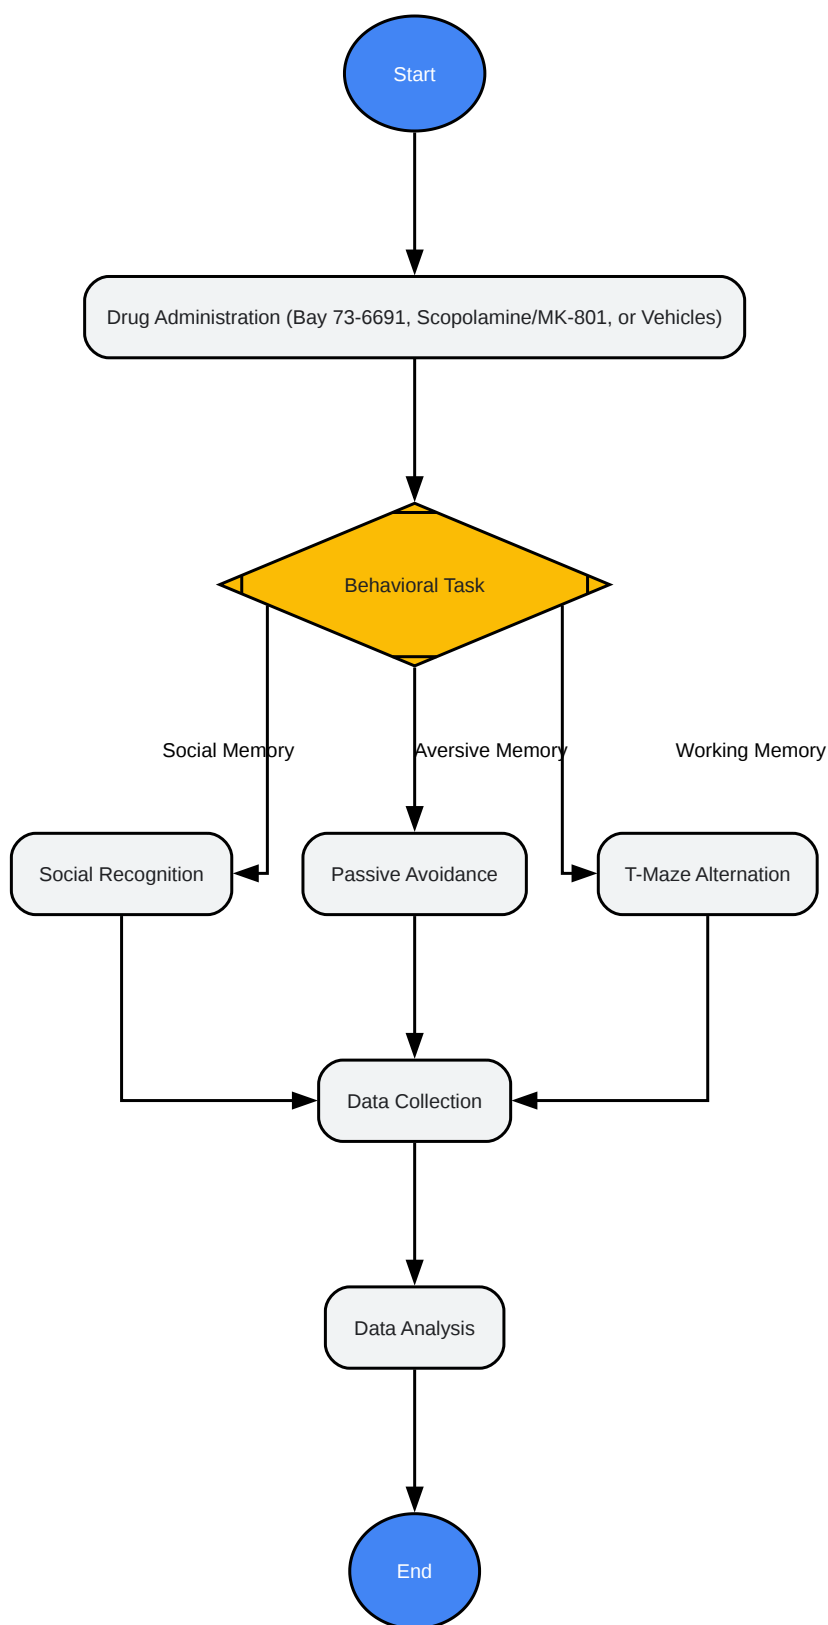 Start
Drug Administration (Bay 73-6691, Scopolamine/MK-801, or Vehicles)
Behavioral Task
Social Memory
Aversive Memory
Working Memory
Social Recognition
Passive Avoidance
T-Maze Alternation
Data Collection
Data Analysis
End